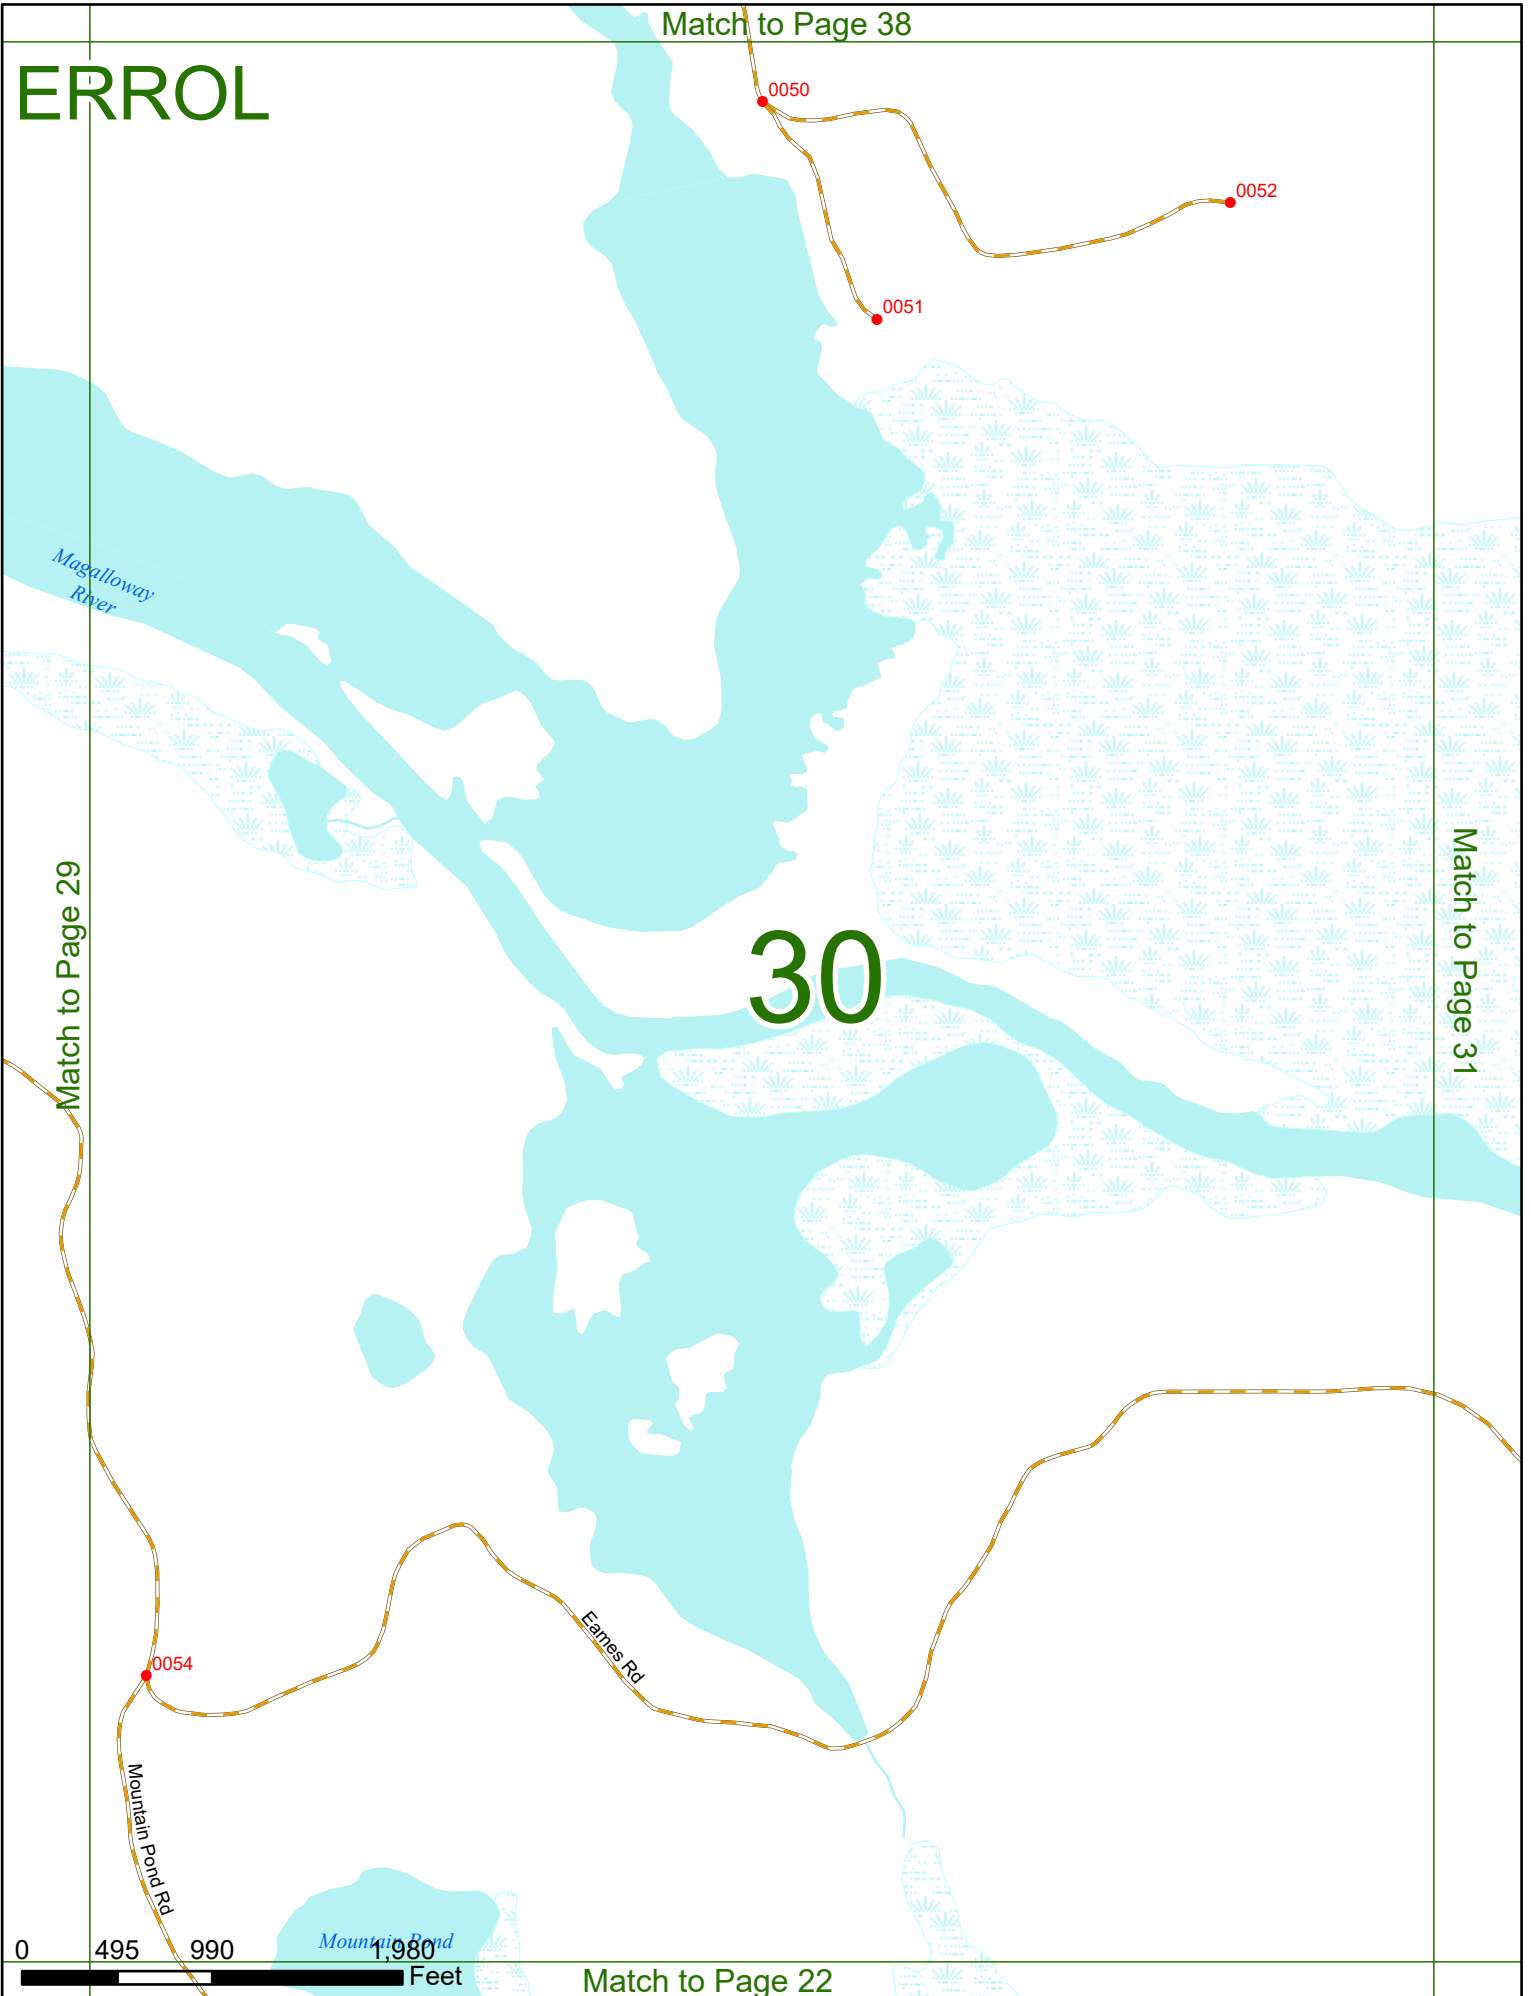 Match to Page 38
ERROL
0050
0052
0051
Magalloway
River
Match to Page 29
30
Match to Page 31
Eames Rd
0054
Mountain Pond Rd
Mountain Pond
0 495 990 1,980
Feet
Match to Page 22